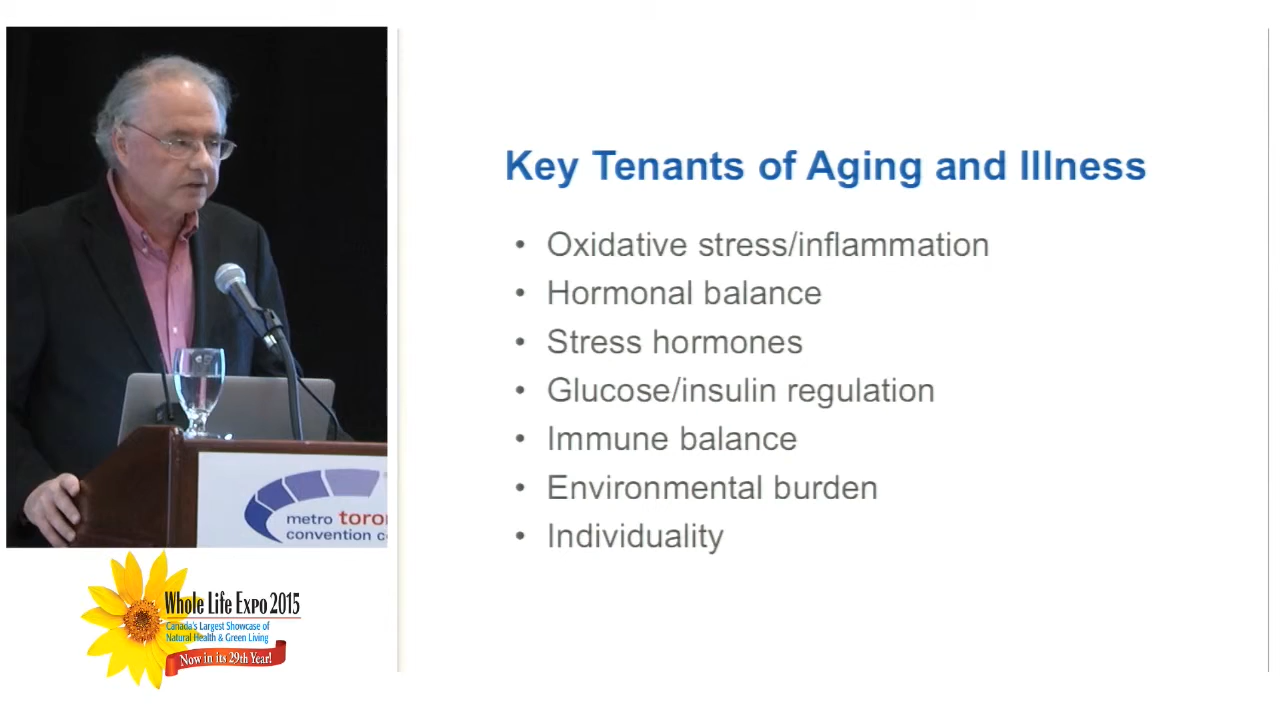 Key Tenants of Aging and Illness
• Oxidative stress/inflammation
• Hormonal balance
• Stress hormones
• Glucose/insulin regulation
• Immune balance
• Environmental burden
• Individuality
metro
convention
Whole Life Expo 2015
Canada's Largest Showcase of
Natural Health & Green Living
Now in its 29th Year!